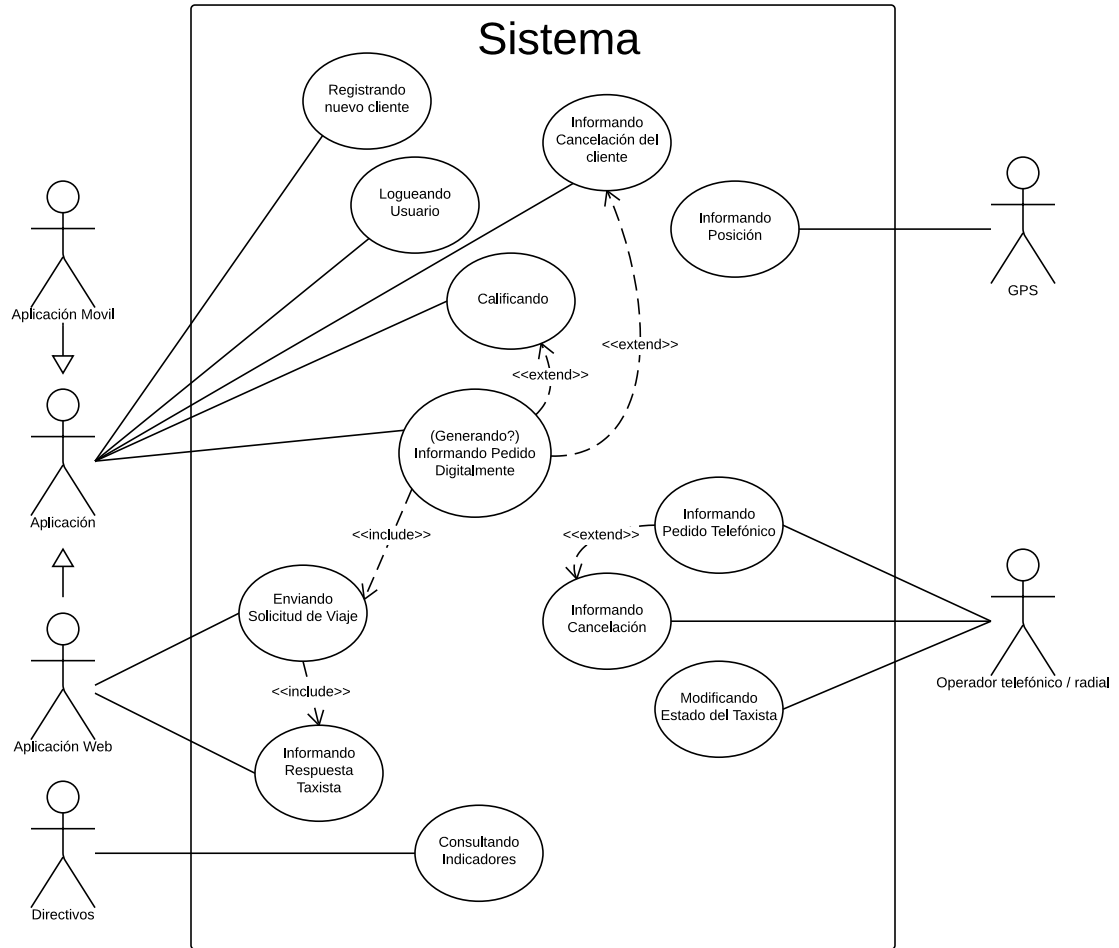 Sistema
Registrando
nuevo cliente
Informando
Cancelación del
cliente
Logueando
Usuario
Informando
Posición
Aplicación Movil
GPS
Calificando
<<extend>>
<<extend>>
(Generando?)
Informando Pedido
Digitalmente
Aplicación
Informando
Pedido Telefónico
<<include>>
<<extend>>
Enviando
Solicitud de Viaje
Informando
Cancelación
Operador telefónico / radial
<<include>>
Modificando
Estado del Taxista
Aplicación Web
Informando
Respuesta
Taxista
Consultando
Indicadores
Directivos